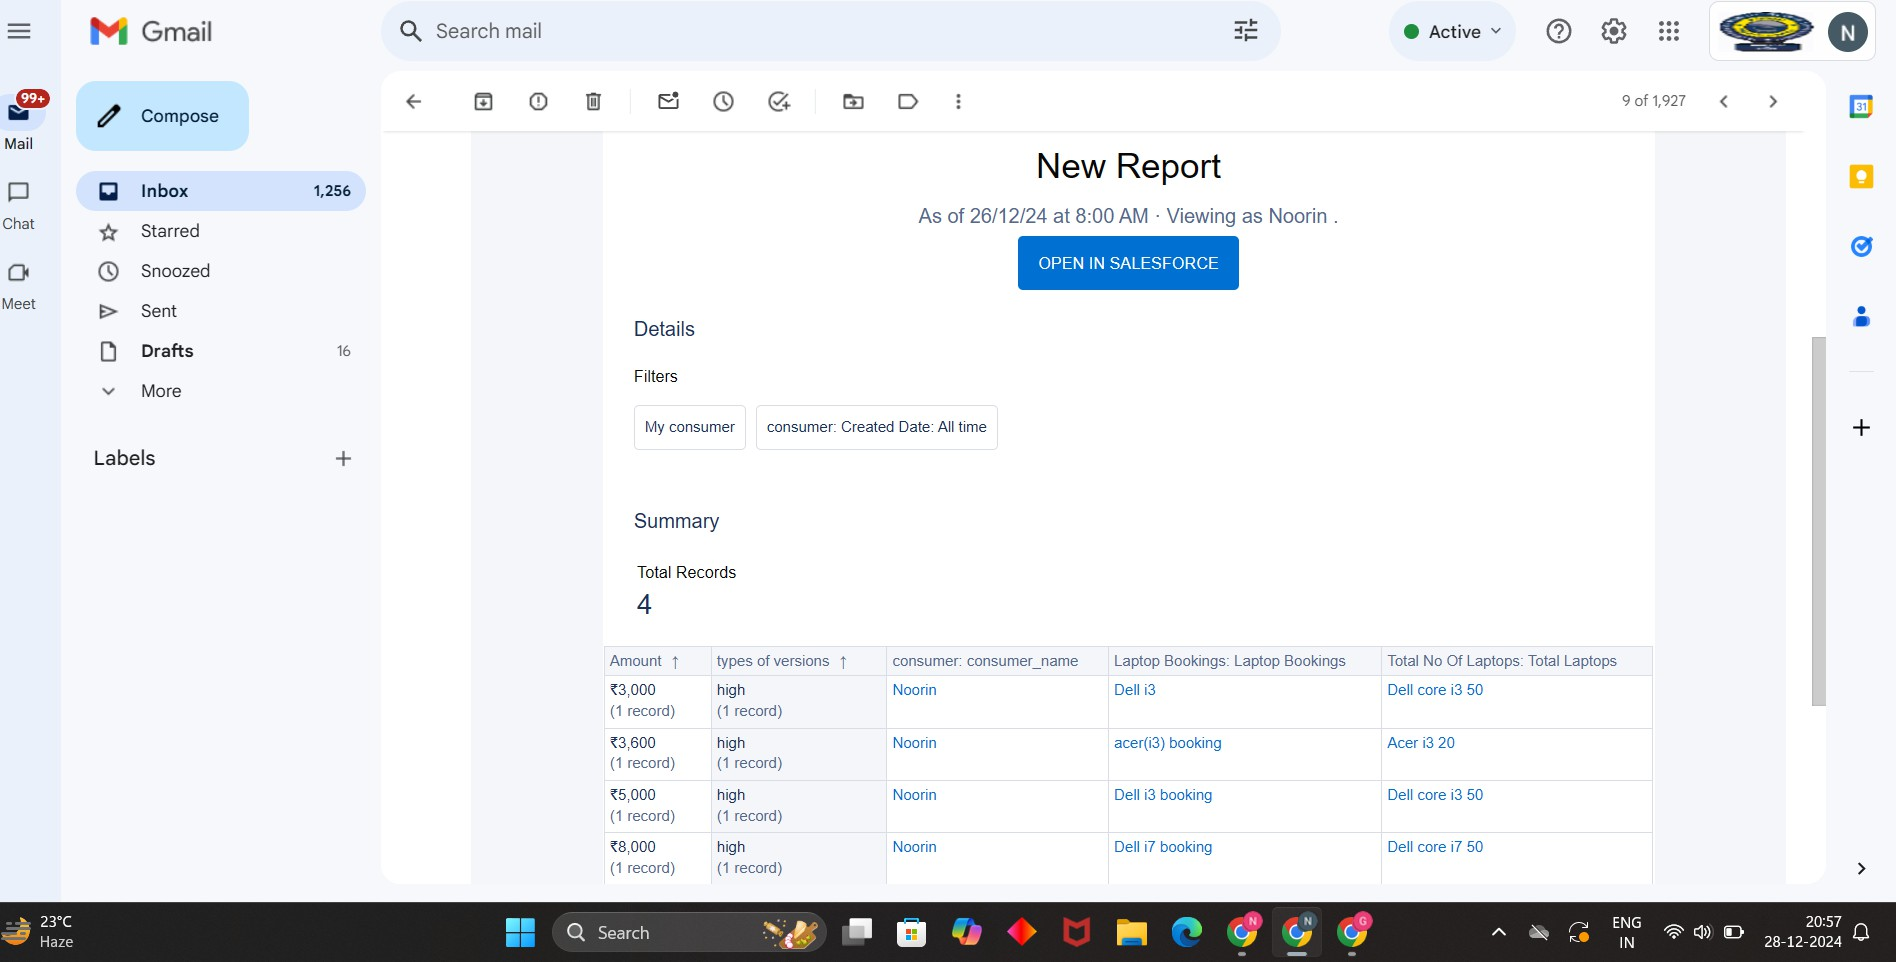 Gmail
Search mail
Active
N
99+
Mail
Chat
Meet
Compose
Inbox 1,256
Starred
Snoozed
Sent
Drafts 16
More
Labels
9 of 1,927
31
New Report
As of 26/12/24 at 8:00 AM · Viewing as Noorin .
OPEN IN SALESFORCE
Details
Filters
My consumer consumer: Created Date: All time
Summary
Total Records
4
Amount ↑ types of versions ↑ consumer: consumer_name Laptop Bookings: Laptop Bookings Total No Of Laptops: Total Laptops
₹3,000 high Noorin Dell i3 Dell core i3 50
(1 record) (1 record)
₹3,600 high Noorin acer(i3) booking Acer i3 20
(1 record) (1 record)
₹5,000 high Noorin Dell i3 booking Dell core i3 50
(1 record) (1 record)
₹8,000 high Noorin Dell i7 booking Dell core i7 50
(1 record) (1 record)
23°C
Haze
Search
N
N
G
ENG
IN
20:57
28-12-2024